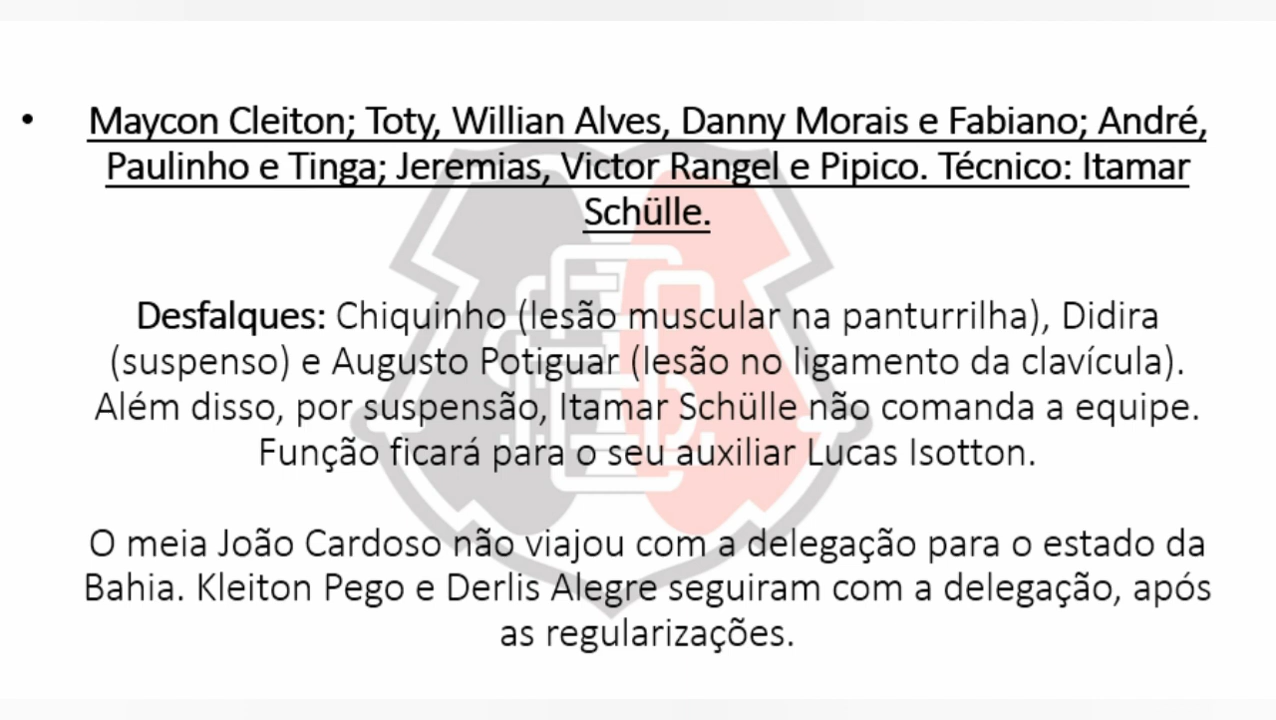 • Maycon Cleiton; Toty, Willian Alves, Danny Morais e Fabiano; André,
Paulinho e Tinga; Jeremias, Victor Rangel e Pipico. Técnico: Itamar
Schülle.
Desfalques: Chiquinho (lesão muscular na panturrilha), Didira
(suspenso) e Augusto Potiguar (lesão no ligamento da clavícula).
Além disso, por suspensão, Itamar Schülle não comanda a equipe.
Função ficará para o seu auxiliar Lucas Isotton.
O meia João Cardoso não viajou com a delegação para o estado da
Bahia. Kleiton Pego e Derlis Alegre seguiram com a delegação, após
as regularizações.